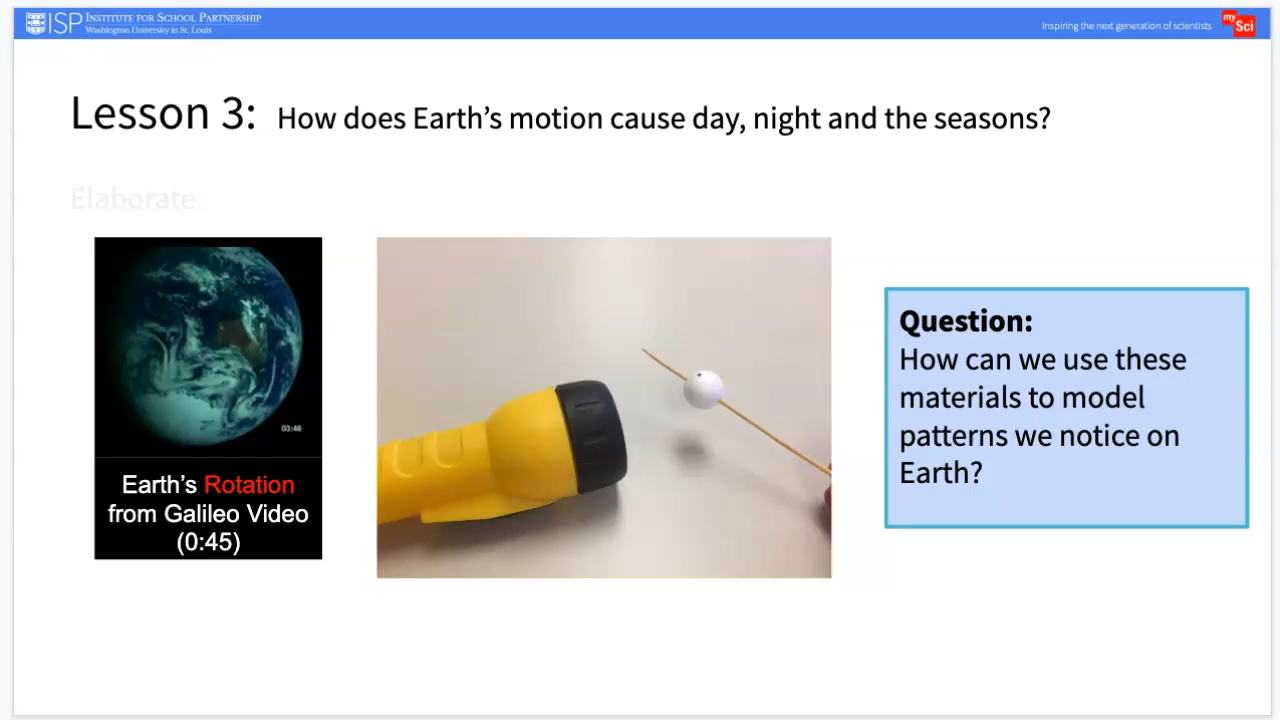 ISP INSTITUTE FOR SCHOOL PARTNERSHIP
Washington University in St. Louis
Inspiring the next generation of scientists
my
Sci
Lesson 3: How does Earth's motion cause day, night and the seasons?
Elaborate
03:46
Earth's Rotation
from Galileo Video
(0:45)
Question:
How can we use these
materials to model
patterns we notice on
Earth?